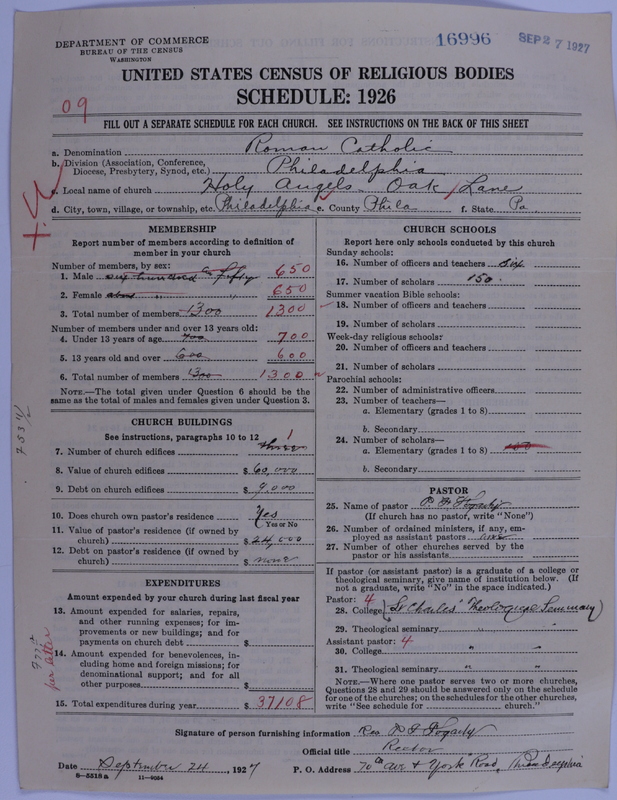 DEPARTMENT OF COMMERCE
BUREAU OF THE CENSUS
WASHINGTON
16996
SEP 27 1927
UNITED STATES CENSUS OF RELIGIOUS BODIES
SCHEDULE: 1926
09
FILL OUT A SEPARATE SCHEDULE FOR EACH CHURCH. SEE INSTRUCTIONS ON THE BACK OF THIS SHEET
a. Denomination Roman Catholic
b. Division (Association, Conference, Diocese, Presbytery, Synod, etc.) Philadelphia
c. Local name of church Holy Angels Oak Lane
d. City, town, village, or township, etc. Philadelphia e. County Phila f. State Pa
MEMBERSHIP
Report number of members according to definition of
member in your church
Number of members, by sex:
1. Male six hundred & fifty 650
2. Female 650
3. Total number of members 1300 1300
Number of members under and over 13 years old:
4. Under 13 years of age 700 700
5. 13 years old and over 600 600
6. Total number of members 1300 1300
NOTE.—The total given under Question 6 should be the
same as the total of males and females given under Question 3.
CHURCH BUILDINGS
See instructions, paragraphs 10 to 12
7. Number of church edifices three 1
8. Value of church edifices $ 60,000
9. Debt on church edifices $ 9,000
10. Does church own pastor's residence Yes
(Yes or No
11. Value of pastor's residence (if owned by
church) $ 24,000
12. Debt on pastor's residence (if owned by
church) $ none
EXPENDITURES
Amount expended by your church during last fiscal year
13. Amount expended for salaries, repairs,
and other running expenses; for im-
provements or new buildings; and for
payments on church debt $
14. Amount expended for benevolences, in-
cluding home and foreign missions; for
denominational support; and for all
other purposes $
15. Total expenditures during year $ 37108
per letter
CHURCH SCHOOLS
Report here only schools conducted by this church
Sunday schools:
16. Number of officers and teachers six
17. Number of scholars 150
Summer vacation Bible schools:
18. Number of officers and teachers
19. Number of scholars
Week-day religious schools:
20. Number of officers and teachers
21. Number of scholars
Parochial schools:
22. Number of administrative officers
23. Number of teachers—
a. Elementary (grades 1 to 8)
b. Secondary
24. Number of scholars—
a. Elementary (grades 1 to 8) 150
b. Secondary
PASTOR
25. Name of pastor Fogarty
(If church has no pastor, write "None")
26. Number of ordained ministers, if any, em-
ployed as assistant pastors
27. Number of other churches served by the
pastor or his assistants
If pastor (or assistant pastor) is a graduate of a college or
theological seminary, give name of institution below. (If
not a graduate, write "No" in the space indicated.)
Pastor: 4
28. College (St Charles' Theological Seminary)
29. Theological seminary " "
Assistant pastor: 4
30. College " "
31. Theological seminary " "
NOTE.—Where one pastor serves two or more churches,
Questions 28 and 29 should be answered only on the schedule
for one of the churches; on the schedules for the other churches,
write "See schedule for church."
Signature of person furnishing information Rev Fogarty
Official title Rector
Date September 24, 1927 P. O. Address 70th Ave & York Road, Philadelphia
8—5518a 11—9024